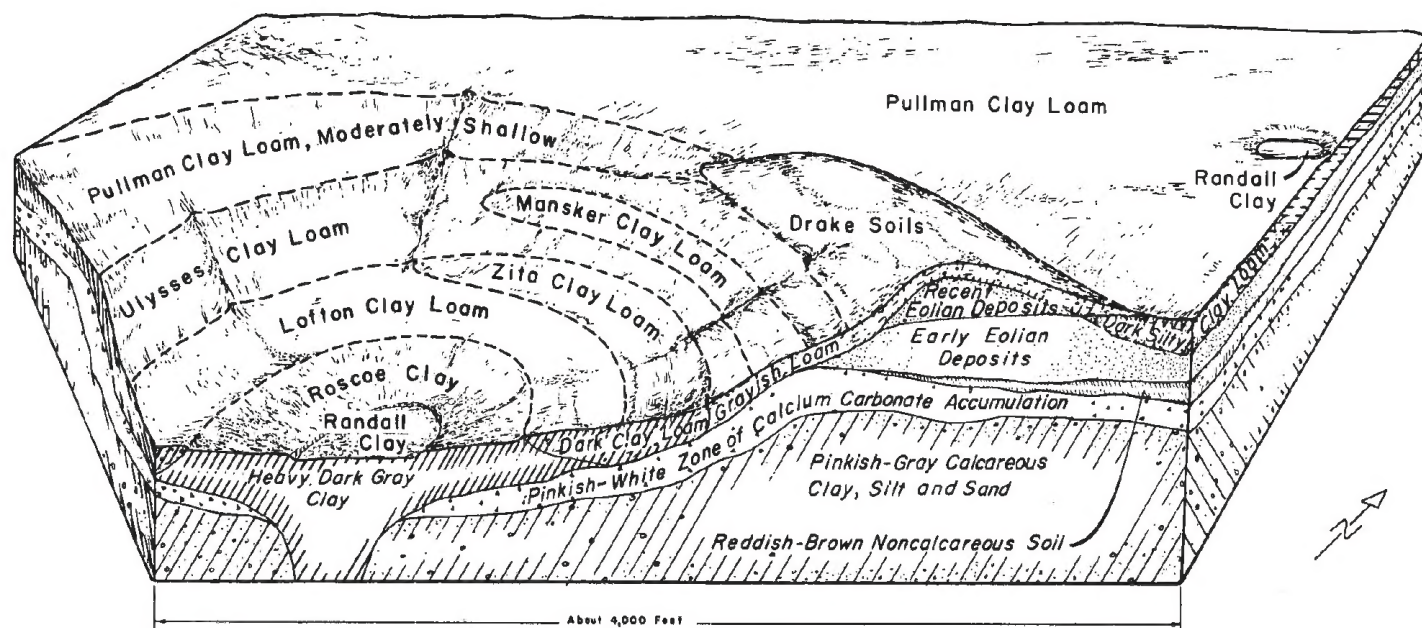 Pullman Clay Loam
Pullman Clay Loam, Moderately Shallow
Randall
Clay
Mansker Clay Loam
Drake Soils
Ulysses Clay Loam
Zita Clay Loam
Lofton Clay Loam
Recent
Eolian Deposits
Dark Silty Clay Loam
Early Eolian
Deposits
Roscoe Clay
Randall
Clay
Grayish Loam
Dark Clay Loam
Heavy Dark Gray
Clay
Pinkish-White Zone of Calcium Carbonate Accumulation
Pinkish-Gray Calcareous
Clay, Silt and Sand
Reddish-Brown Noncalcareous Soil
N
About 4,000 Feet